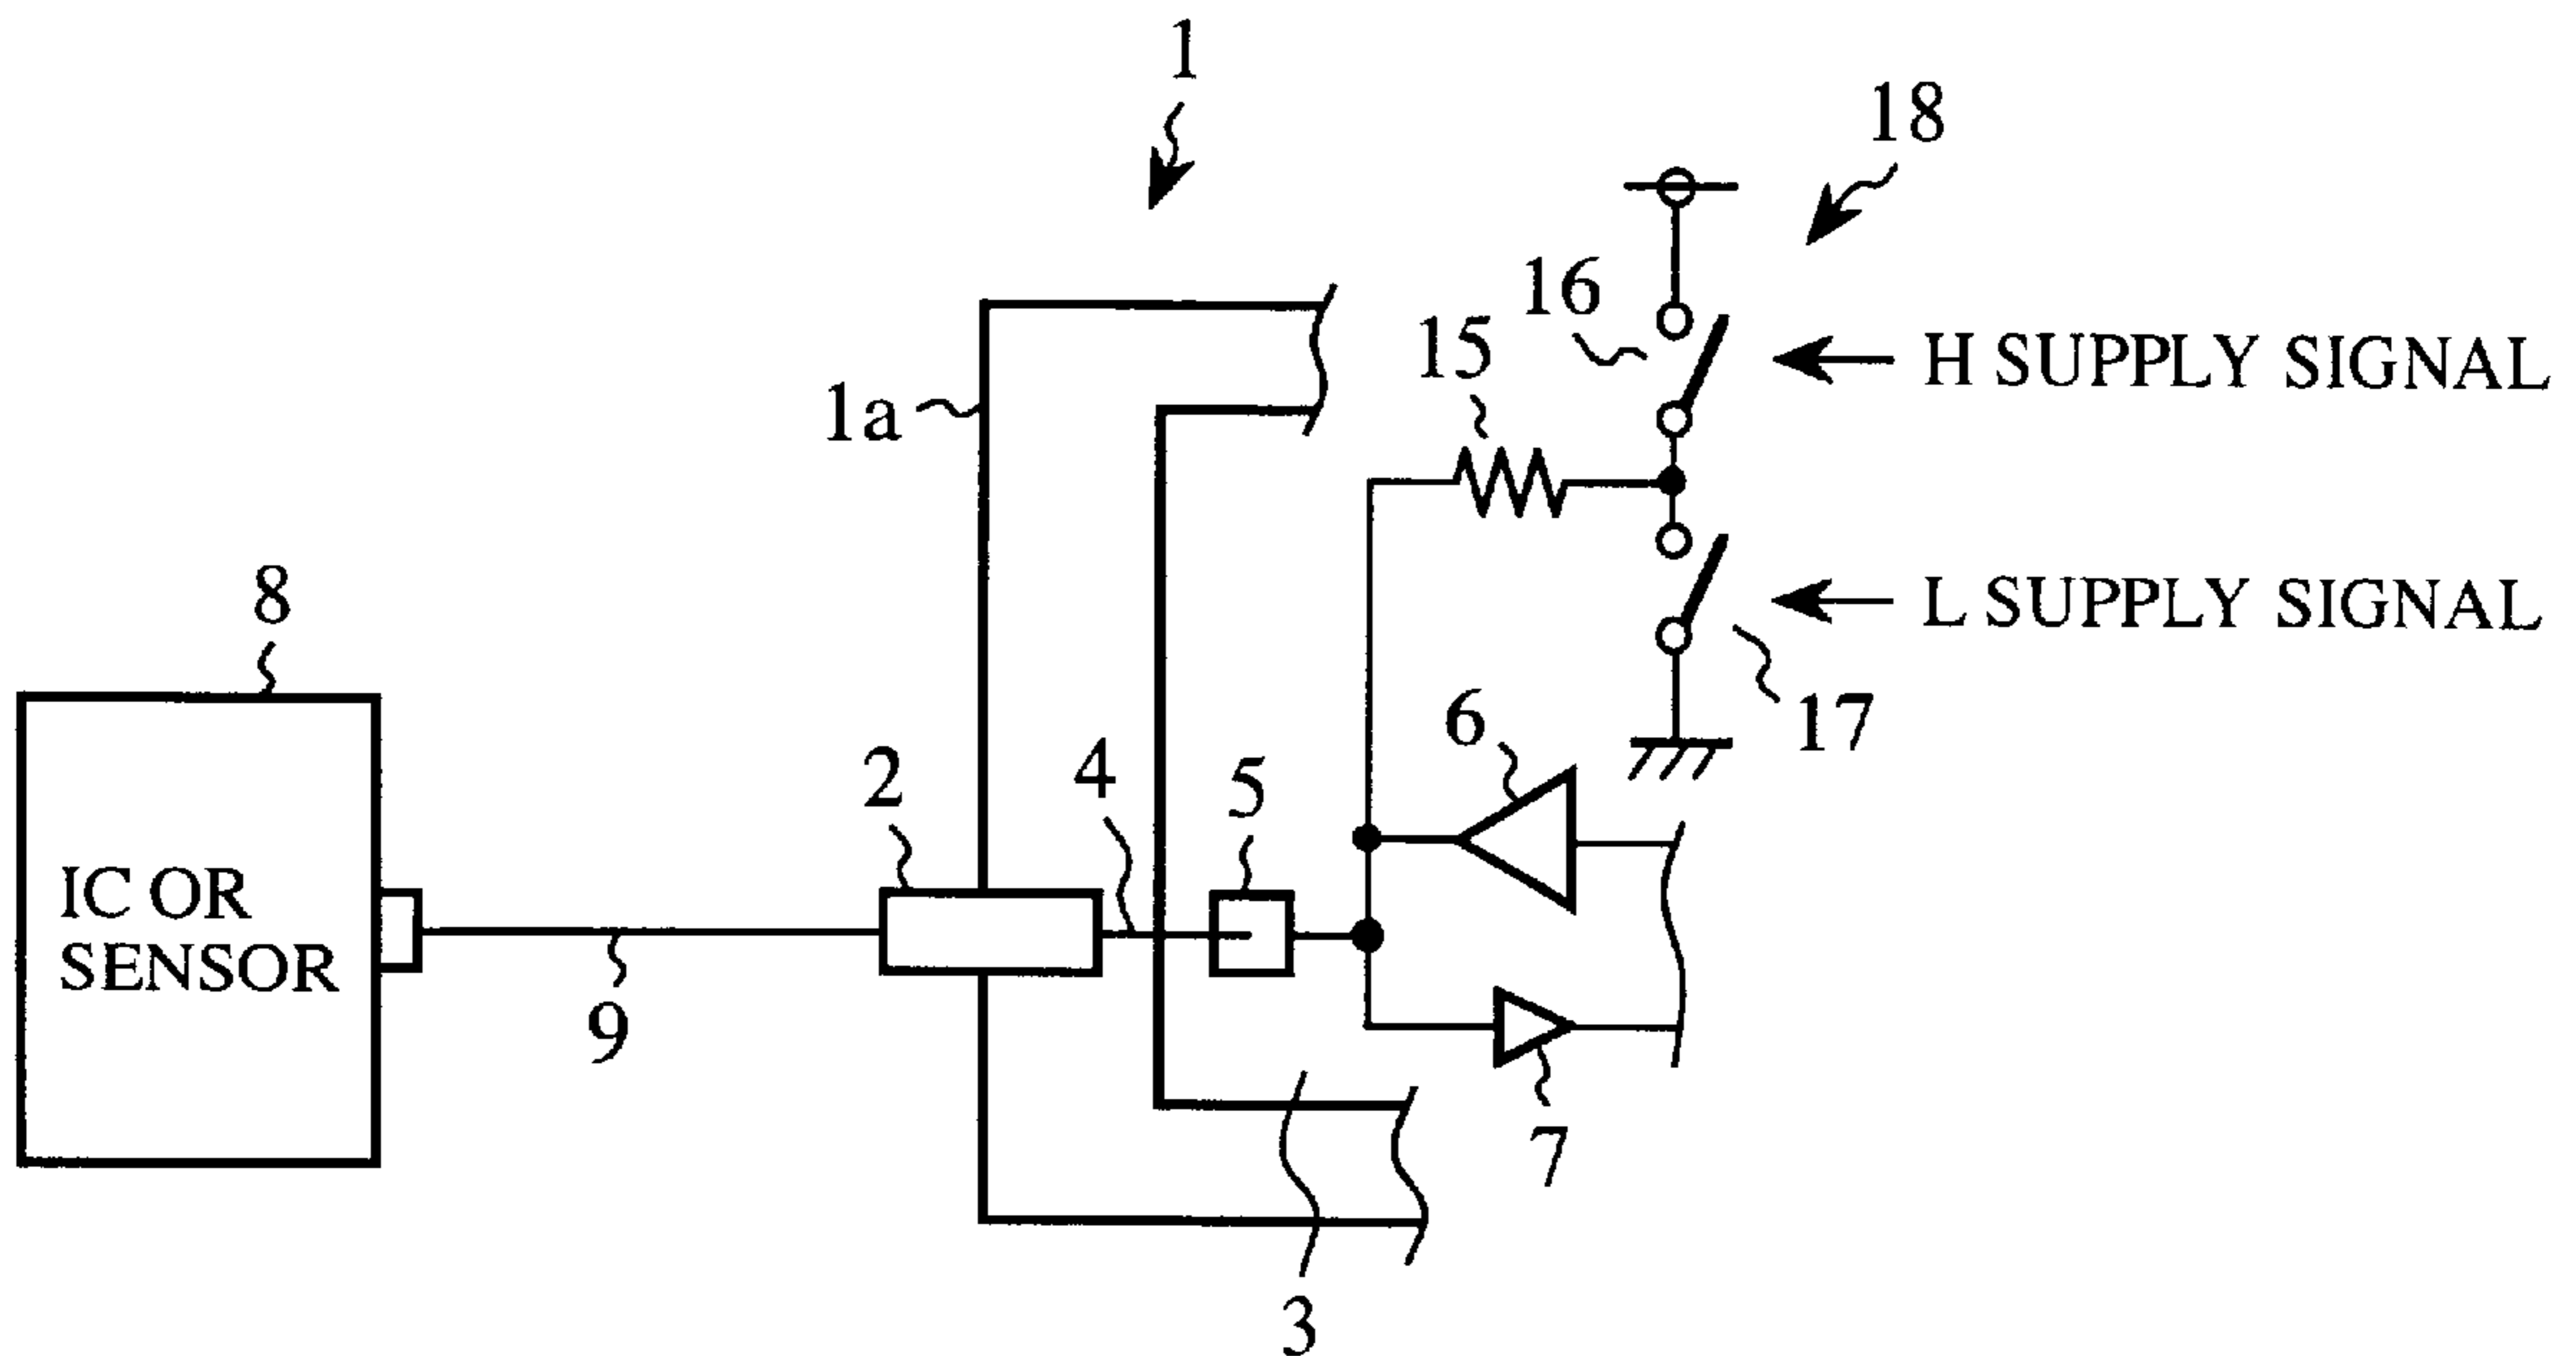 1
18
16
15
H SUPPLY SIGNAL
1a
L SUPPLY SIGNAL
8
6
17
2
4
5
IC OR
SENSOR
9
7
3